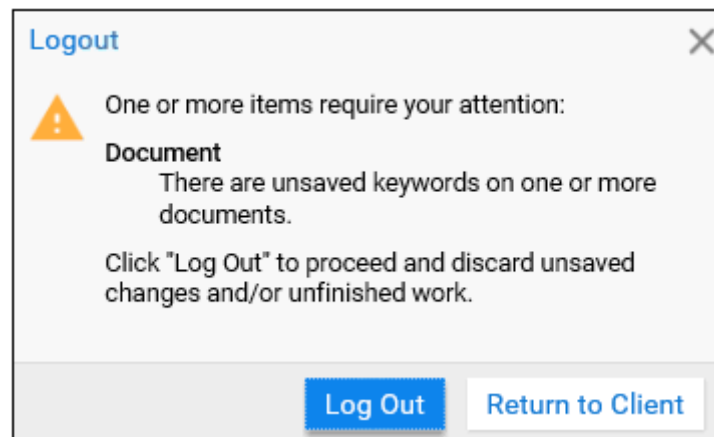 Logout
One or more items require your attention:
Document
There are unsaved keywords on one or more
documents.
Click "Log Out" to proceed and discard unsaved
changes and/or unfinished work.
Log Out Return to Client